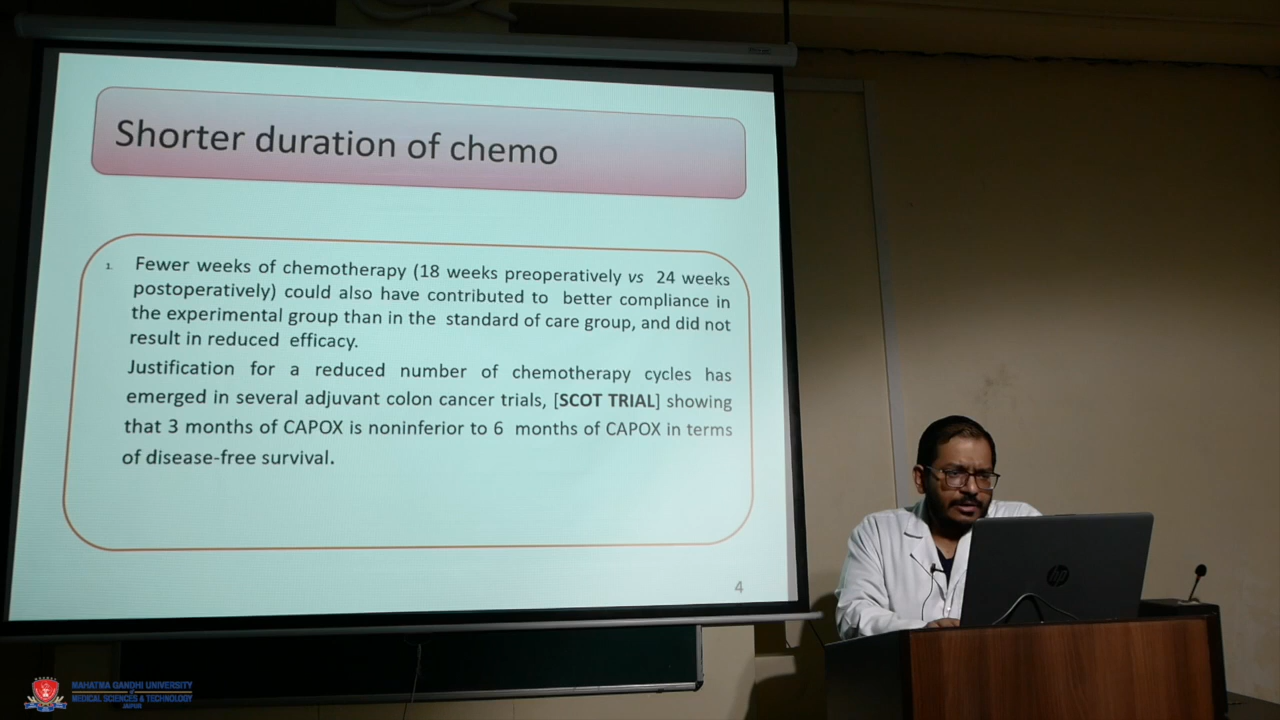 Shorter duration of chemo
1. Fewer weeks of chemotherapy (18 weeks preoperatively vs 24 weeks
postoperatively) could also have contributed to better compliance in
the experimental group than in the standard of care group, and did not
result in reduced efficacy.
Justification for a reduced number of chemotherapy cycles has
emerged in several adjuvant colon cancer trials, [SCOT TRIAL] showing
that 3 months of CAPOX is noninferior to 6 months of CAPOX in terms
of disease-free survival.
4
hp
MAHATMA GANDHI UNIVERSITY
of
MEDICAL SCIENCES & TECHNOLOGY
JAIPUR